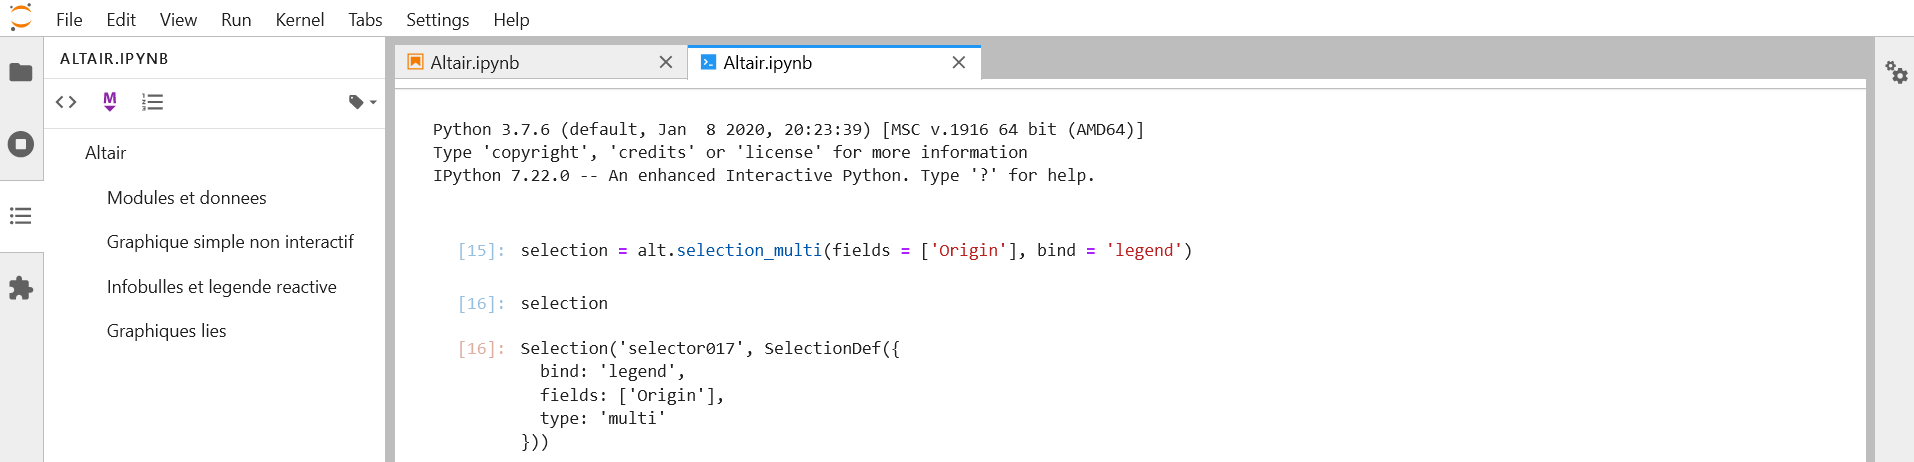 File Edit View Run Kernel Tabs Settings Help
ALTAIR.IPYNB
Altair
Modules et donnees
Graphique simple non interactif
Infobulles et legende reactive
Graphiques lies
Altair.ipynb
Altair.ipynb
Python 3.7.6 (default, Jan  8 2020, 20:23:39) [MSC v.1916 64 bit (AMD64)]
Type 'copyright', 'credits' or 'license' for more information
IPython 7.22.0 -- An enhanced Interactive Python. Type '?' for help.
[15]: selection = alt.selection_multi(fields = ['Origin'], bind = 'legend')
[16]: selection
[16]: Selection('selector017', SelectionDef({
bind: 'legend',
fields: ['Origin'],
type: 'multi'
}))